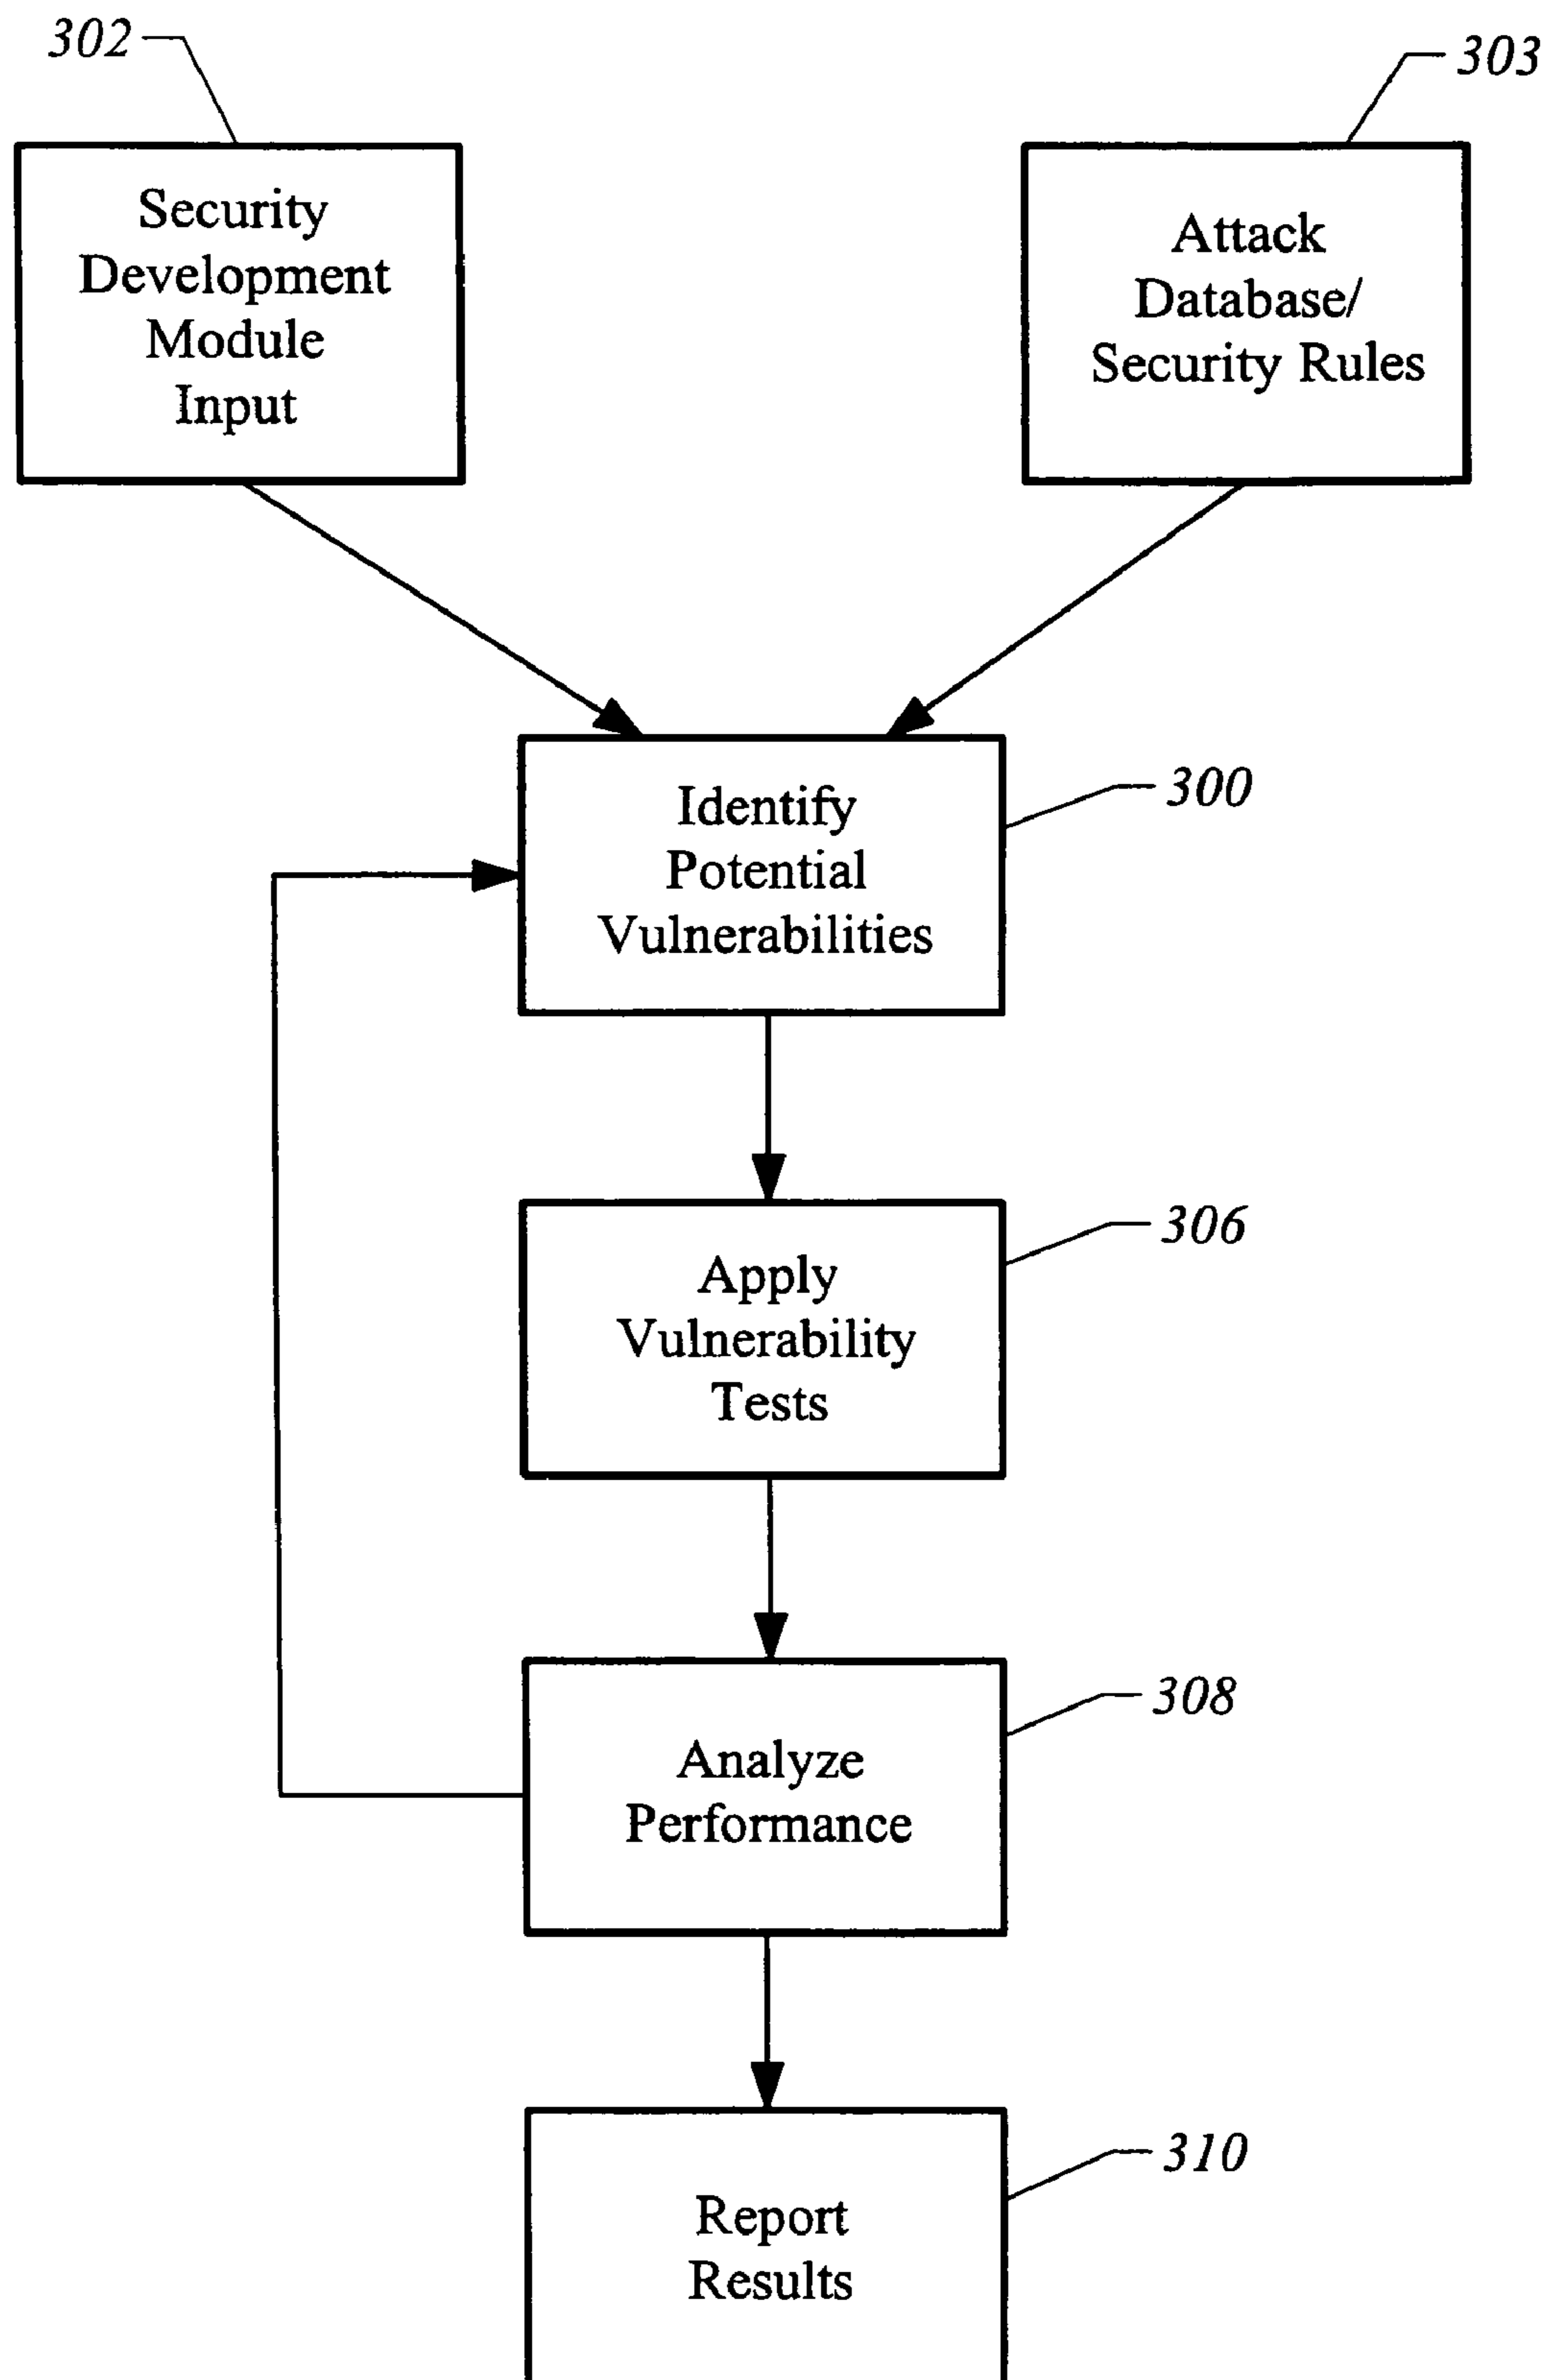 302
303
Security
Development
Module
Input
Attack
Database/
Security Rules
300
Identify
Potential
Vulnerabilities
306
Apply
Vulnerability
Tests
308
Analyze
Performance
310
Report
Results